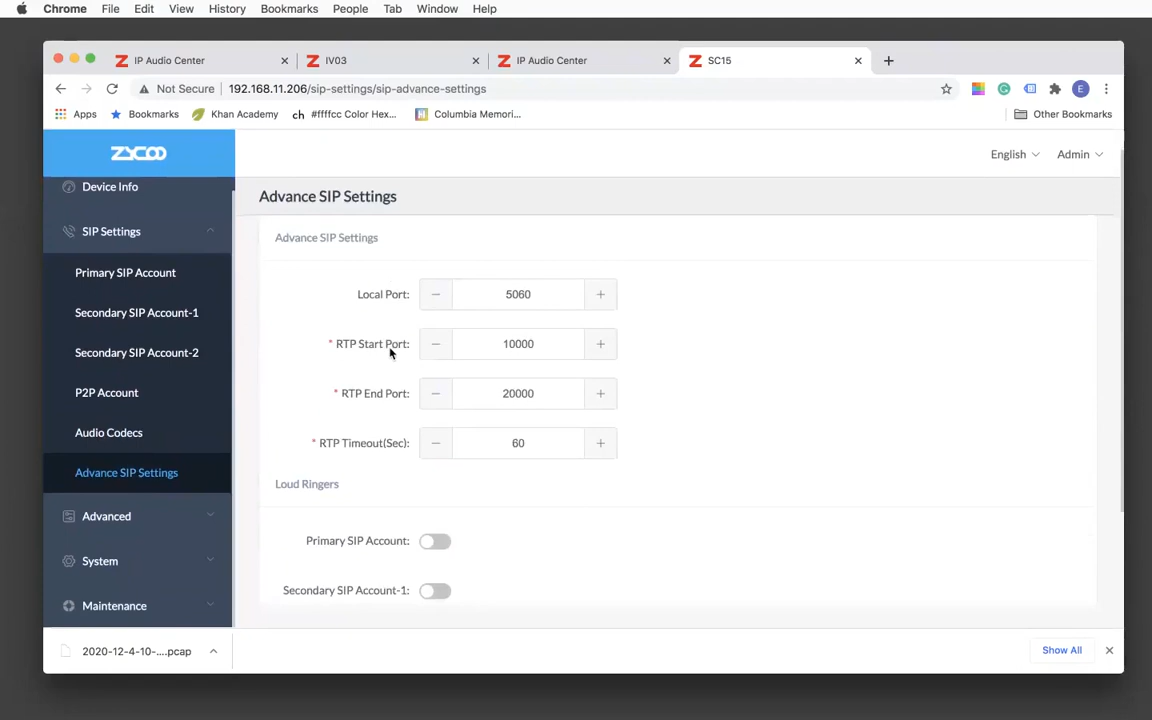 Chrome File Edit View History Bookmarks People Tab Window Help
IP Audio Center IV03 IP Audio Center SC15
Not Secure 192.168.11.206/sip-settings/sip-advance-settings
Apps Bookmarks Khan Academy ch #ffffcc Color Hex... Columbia Memori... Other Bookmarks
ZYCOO
English Admin
Device Info
SIP Settings
Primary SIP Account
Secondary SIP Account-1
Secondary SIP Account-2
P2P Account
Audio Codecs
Advance SIP Settings
Advanced
System
Maintenance
Advance SIP Settings
Advance SIP Settings
Local Port: − 5060 +
* RTP Start Port: − 10000 +
* RTP End Port: − 20000 +
* RTP Timeout(Sec): − 60 +
Loud Ringers
Primary SIP Account:
Secondary SIP Account-1:
2020-12-4-10-....pcap Show All